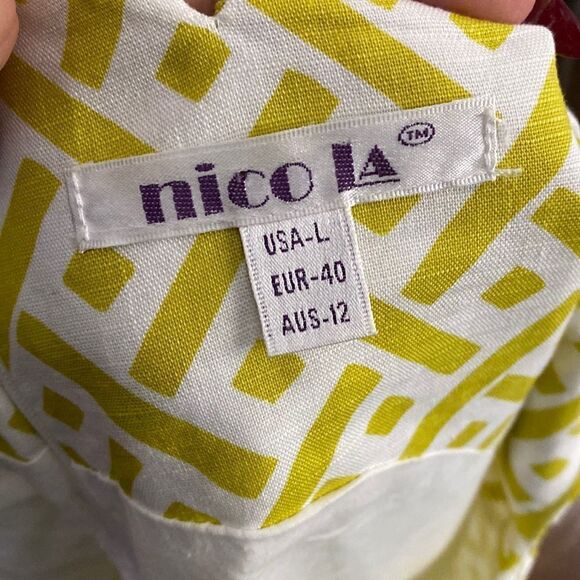 nico la™
USA-L
EUR-40
AUS-12